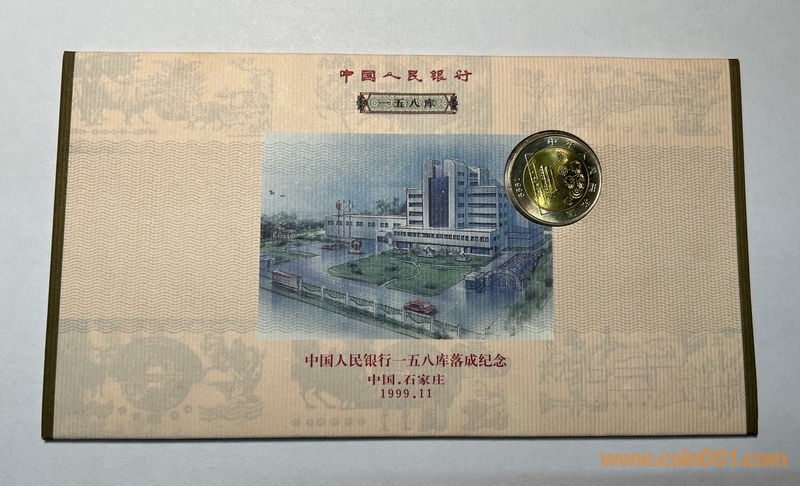 中国人民银行
一五八库
中国人民银行一五八库落成纪念
中国.石家庄
1999.11
www.coin001.com